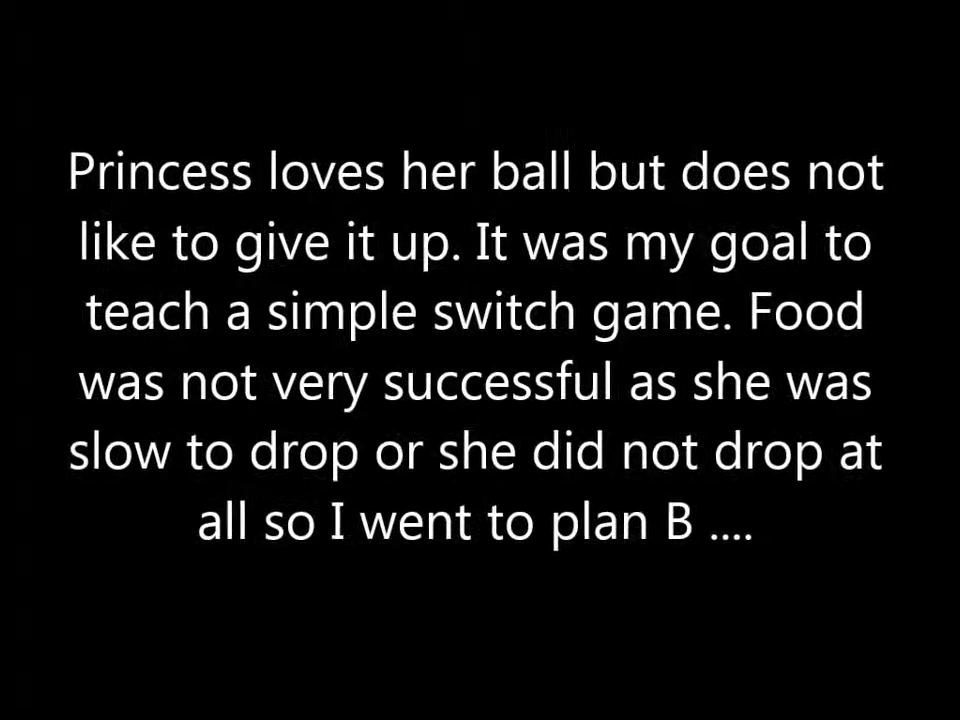 Princess loves her ball but does not
like to give it up. It was my goal to
teach a simple switch game. Food
was not very successful as she was
slow to drop or she did not drop at
all so I went to plan B ....